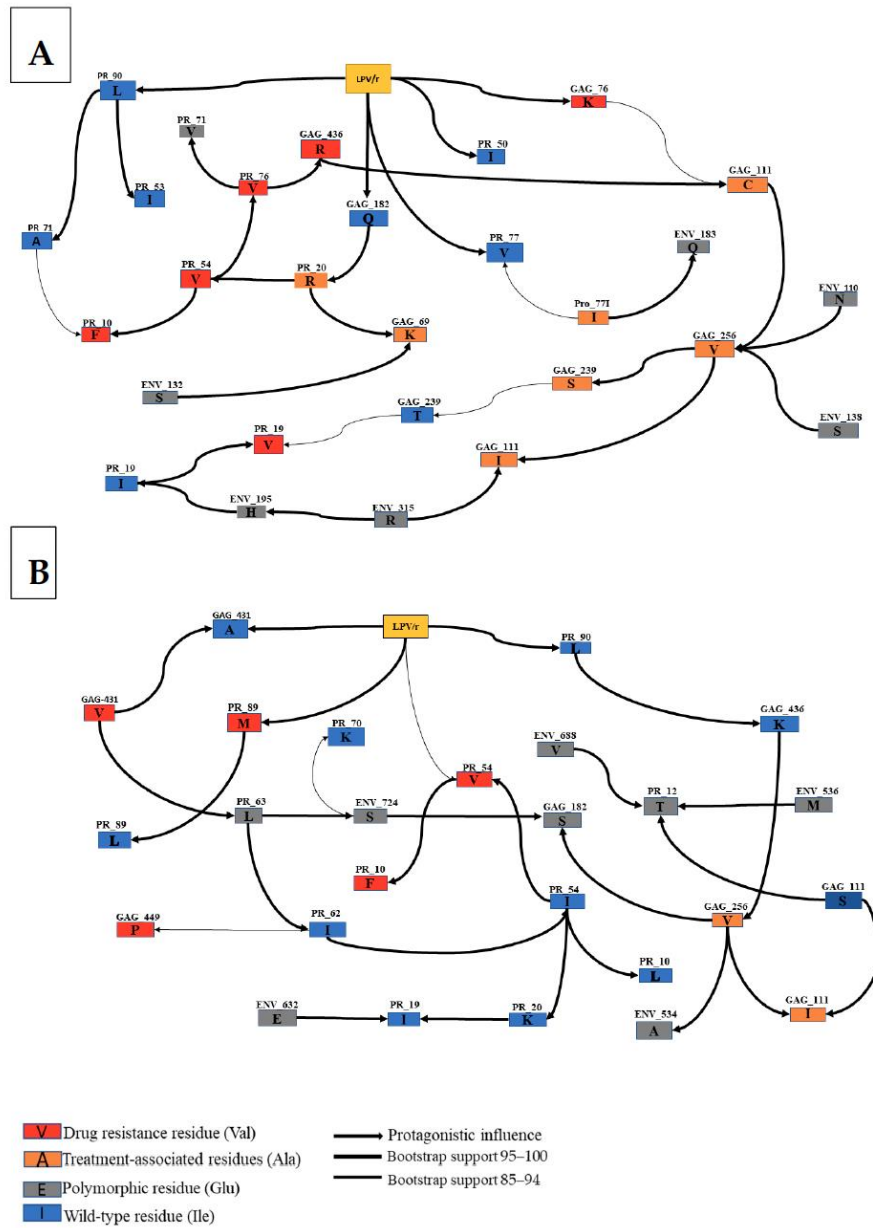 A
PR_90
L
LPV/r
GAG_76
K
PR_71
V
GAG_436
R
PR_50
I
PR_53
I
PR_76
V
GAG_111
C
GAG_182
Q
PR_71
A
PR_77
V
ENV_183
Q
PR_54
V
PR_20
R
Pro_77I
I
ENV_110
N
PR_10
F
GAG_69
K
GAG_256
V
ENV_132
S
GAG_239
S
GAG_239
T
ENV_138
S
PR_19
V
GAG_111
I
PR_19
I
ENV_195
H
ENV_315
R
B
GAG_431
A
LPV/r
PR_90
L
GAG-431
V
PR_89
M
PR_70
K
GAG_436
K
ENV_688
V
PR_54
V
PR_12
T
ENV_536
M
PR_89
L
PR_63
L
ENV_724
S
GAG_182
S
PR_10
F
PR_54
I
GAG_111
S
GAG_449
P
PR_62
I
GAG_256
V
PR_10
L
ENV_632
E
PR_19
I
PR_20
K
ENV_534
A
GAG_111
I
V Drug resistance residue (Val)
A Treatment-associated residues (Ala)
E Polymorphic residue (Glu)
I Wild-type residue (Ile)
Protagonistic influence
Bootstrap support 95–100
Bootstrap support 85–94